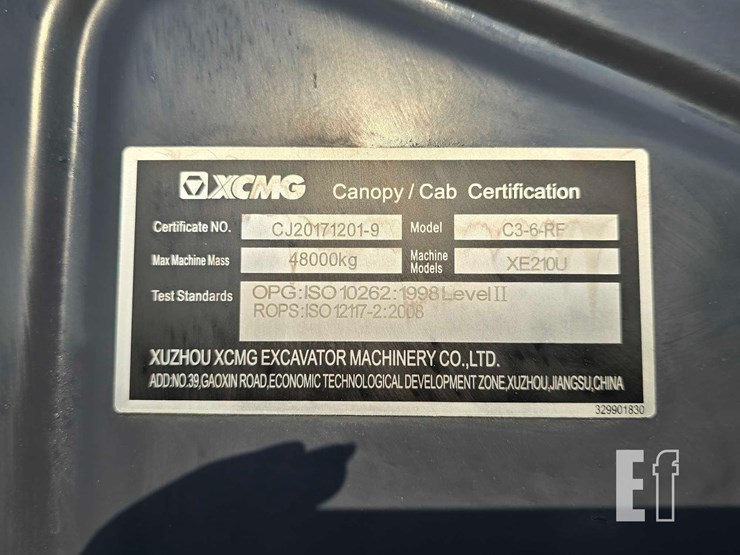 XCMG Canopy / Cab Certification
Certificate NO. CJ20171201-9 Model C3-6-RF
Max Machine Mass 48000kg Machine Models XE210U
Test Standards OPG:ISO 10262:1998 Level II
ROPS:ISO 12117-2:2008
XUZHOU XCMG EXCAVATOR MACHINERY CO.,LTD.
ADD:NO.39,GAOXIN ROAD,ECONOMIC TECHNOLOGICAL DEVELOPMENT ZONE,XUZHOU,JIANGSU,CHINA
329901830
Ef